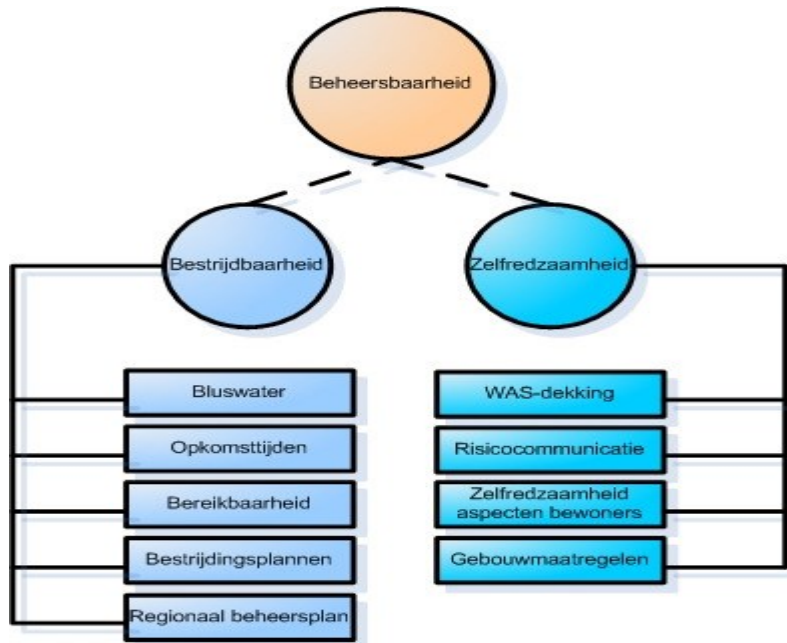 Beheersbaarheid
Bestrijdbaarheid
Zelfredzaamheid
Bluswater
Opkomsttijden
Bereikbaarheid
Bestrijdingsplannen
Regionaal beheersplan
WAS-dekking
Risicocommunicatie
Zelfredzaamheid
aspecten bewoners
Gebouwmaatregelen